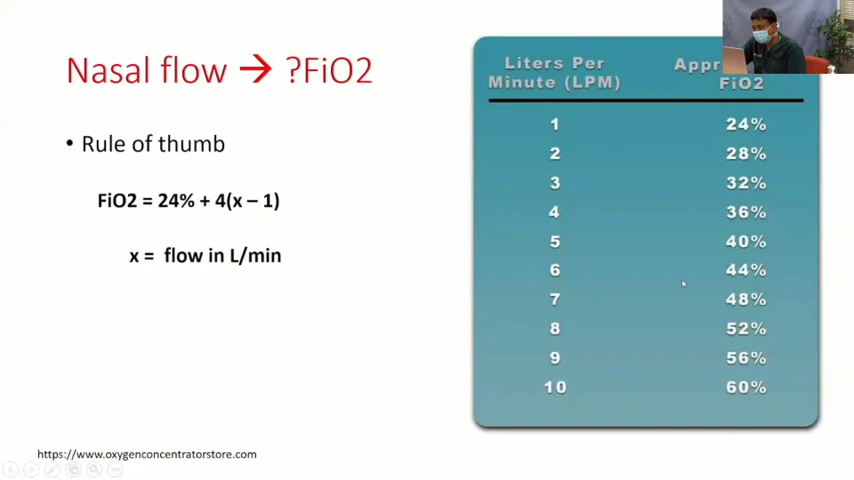 Nasal flow → ?FiO2
• Rule of thumb
FiO2 = 24% + 4(x – 1)
x = flow in L/min
Liters Per
Minute (LPM)
FiO2
1 24%
2 28%
3 32%
4 36%
5 40%
6 44%
7 48%
8 52%
9 56%
10 60%
https://www.oxygenconcentratorstore.com